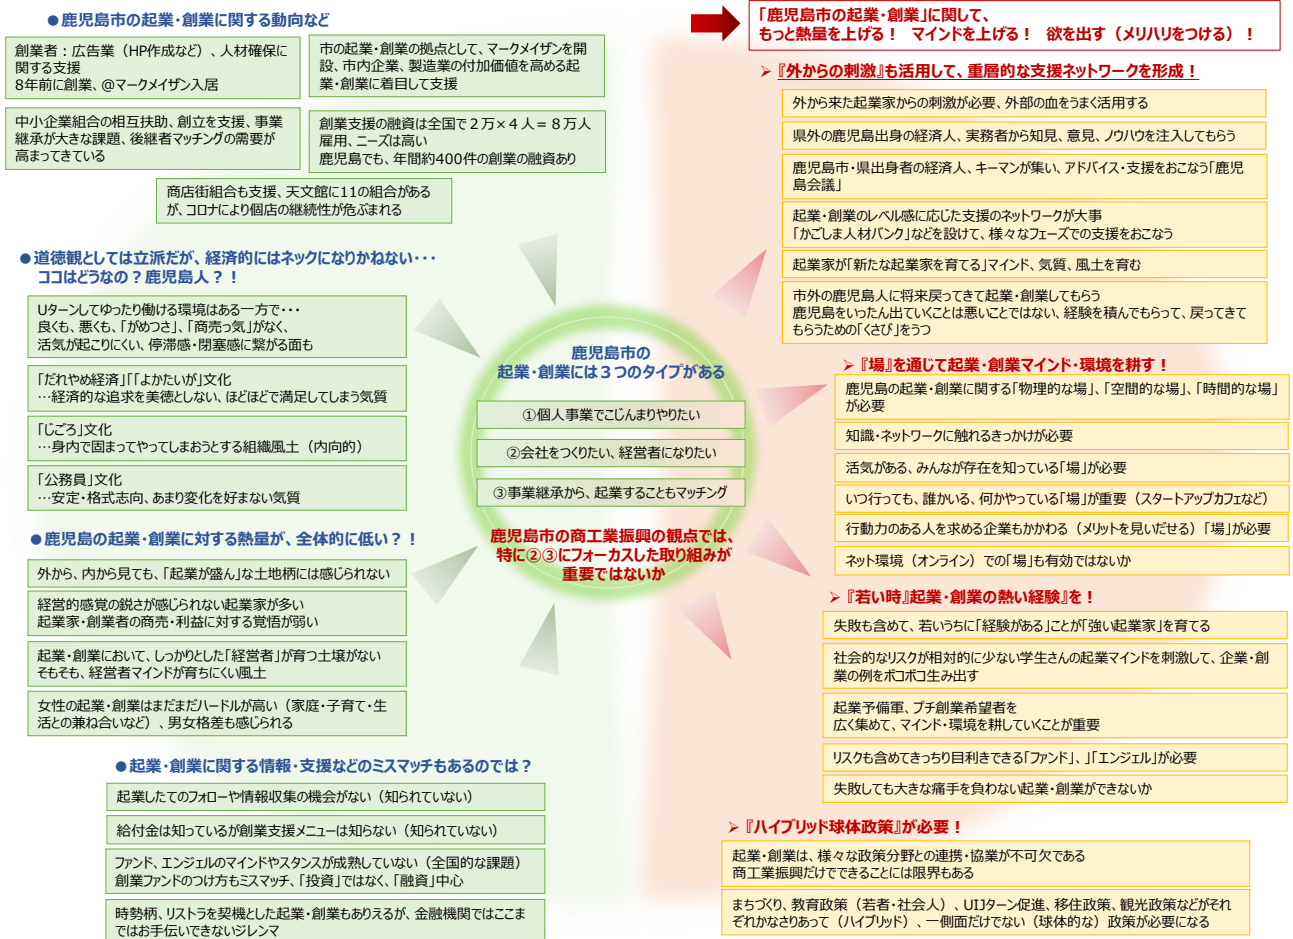 ●鹿児島市の起業・創業に関する動向など
創業者：広告業（HP作成など）、人材確保に
関する支援
8年前に創業、@マークメイザン入居
市の起業・創業の拠点として、マークメイザンを開
設、市内企業、製造業の付加価値を高める起
業・創業に着目して支援
中小企業組合の相互扶助、創立を支援、事業
継承が大きな課題、後継者マッチングの需要が
高まってきている
創業支援の融資は全国で２万×４人＝８万人
雇用、ニーズは高い
鹿児島でも、年間約400件の創業の融資あり
商店街組合も支援、天文館に11の組合がある
が、コロナにより個店の継続性が危ぶまれる
●道徳観としては立派だが、経済的にはネックになりかねない・・・
ココはどうなの？鹿児島人？！
Uターンしてゆったり働ける環境はある一方で・・・
良くも、悪くも、「がめつさ」、「商売っ気」がなく、
活気が起こりにくい、停滞感・閉塞感に繋がる面も
「だれやめ経済」「「よかたいが」文化
…経済的な追求を美徳としない、ほどほどで満足してしまう気質
「じごろ」文化
…身内で固まってやってしまおうとする組織風土（内向的）
「公務員」文化
…安定・格式志向、あまり変化を好まない気質
●鹿児島の起業・創業に対する熱量が、全体的に低い？！
外から、内から見ても、「起業が盛ん」な土地柄には感じられない
経営的感覚の鋭さが感じられない起業家が多い
起業家・創業者の商売・利益に対する覚悟が弱い
起業・創業において、しっかりとした「経営者」が育つ土壌がない
そもそも、経営者マインドが育ちにくい風土
女性の起業・創業はまだまだハードルが高い（家庭・子育て・生
活との兼ね合いなど）、男女格差も感じられる
●起業・創業に関する情報・支援などのミスマッチもあるのでは？
起業したてのフォローや情報収集の機会がない（知られていない）
給付金は知っているが創業支援メニューは知らない（知られていない）
ファンド、エンジェルのマインドやスタンスが成熟していない（全国的な課題）
創業ファンドのつけ方もミスマッチ、「投資」ではなく、「融資」中心
時勢柄、リストラを契機とした起業・創業もありえるが、金融機関ではここま
ではお手伝いできないジレンマ
鹿児島市の
起業・創業には３つのタイプがある
①個人事業でこじんまりやりたい
②会社をつくりたい、経営者になりたい
③事業継承から、起業することもマッチング
鹿児島市の商工業振興の観点では、
特に②③にフォーカスした取り組みが
重要ではないか
「鹿児島市の起業・創業」に関して、
もっと熱量を上げる！　マインドを上げる！　欲を出す（メリハリをつける）！
➢『外からの刺激』も活用して、重層的な支援ネットワークを形成！
外から来た起業家からの刺激が必要、外部の血をうまく活用する
県外の鹿児島出身の経済人、実務者から知見、意見、ノウハウを注入してもらう
鹿児島市・県出身者の経済人、キーマンが集い、アドバイス・支援をおこなう「鹿児
島会議」
起業・創業のレベル感に応じた支援のネットワークが大事
「かごしま人材バンク」などを設けて、様々なフェーズでの支援をおこなう
起業家が「新たな起業家を育てる」マインド、気質、風土を育む
市外の鹿児島人に将来戻ってきて起業・創業してもらう
鹿児島をいったん出ていくことは悪いことではない、経験を積んでもらって、戻ってきて
もらうための「くさび」をうつ
➢『場』を通じて起業・創業マインド・環境を耕す！
鹿児島の起業・創業に関する「物理的な場」、「空間的な場」、「時間的な場」
が必要
知識・ネットワークに触れるきっかけが必要
活気がある、みんなが存在を知っている「場」が必要
いつ行っても、誰かいる、何かやっている「場」が重要（スタートアップカフェなど）
行動力のある人を求める企業もかかわる（メリットを見いだせる）「場」が必要
ネット環境（オンライン）での「場」も有効ではないか
➢『若い時』起業・創業の熱い経験』を！
失敗も含めて、若いうちに「経験がある」ことが「強い起業家」を育てる
社会的なリスクが相対的に少ない学生さんの起業マインドを刺激して、企業・創
業の例をボコボコ生み出す
起業予備軍、プチ創業希望者を
広く集めて、マインド・環境を耕していくことが重要
リスクも含めてきっちり目利きできる「ファンド」、」「エンジェル」が必要
失敗しても大きな痛手を負わない起業・創業ができないか
➢『ハイブリッド球体政策』が必要！
起業・創業は、様々な政策分野との連携・協業が不可欠である
商工業振興だけでできることには限界もある
まちづくり、教育政策（若者・社会人）、UIJターン促進、移住政策、観光政策などがそれ
ぞれかなさりあって（ハイブリッド）、一側面だけでない（球体的な）政策が必要になる